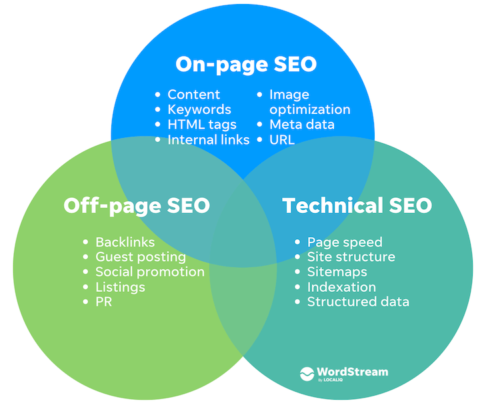 On-page SEO
• Content
• Keywords
• HTML tags
• Internal links
• Image
optimization
• Meta data
• URL
Off-page SEO
• Backlinks
• Guest posting
• Social promotion
• Listings
• PR
Technical SEO
• Page speed
• Site structure
• Sitemaps
• Indexation
• Structured data
WordStream
by LOCALiQ